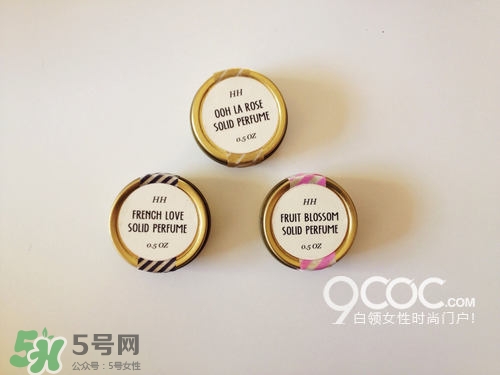 HH
OOH LA ROSE
SOLID PERFUME
0.5 OZ
HH
FRENCH LOVE
SOLID PERFUME
0.5 OZ
HH
FRUIT BLOSSOM
SOLID PERFUME
0.5 OZ
9COC.COM
白领女性时尚门户!
5H 5号网
公众号:5号女性